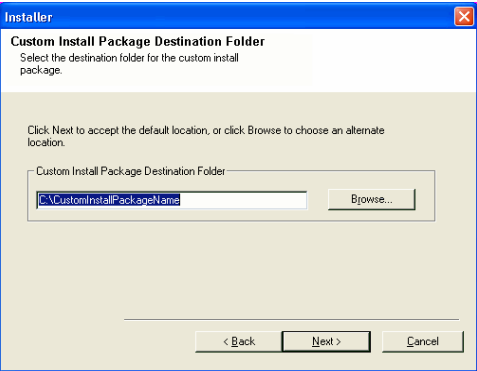 Installer
Custom Install Package Destination Folder
Select the destination folder for the custom install
package.
Click Next to accept the default location, or click Browse to choose an alternate
location.
Custom Install Package Destination Folder
C:\CustomInstallPackageName
Browse...
< Back
Next >
Cancel